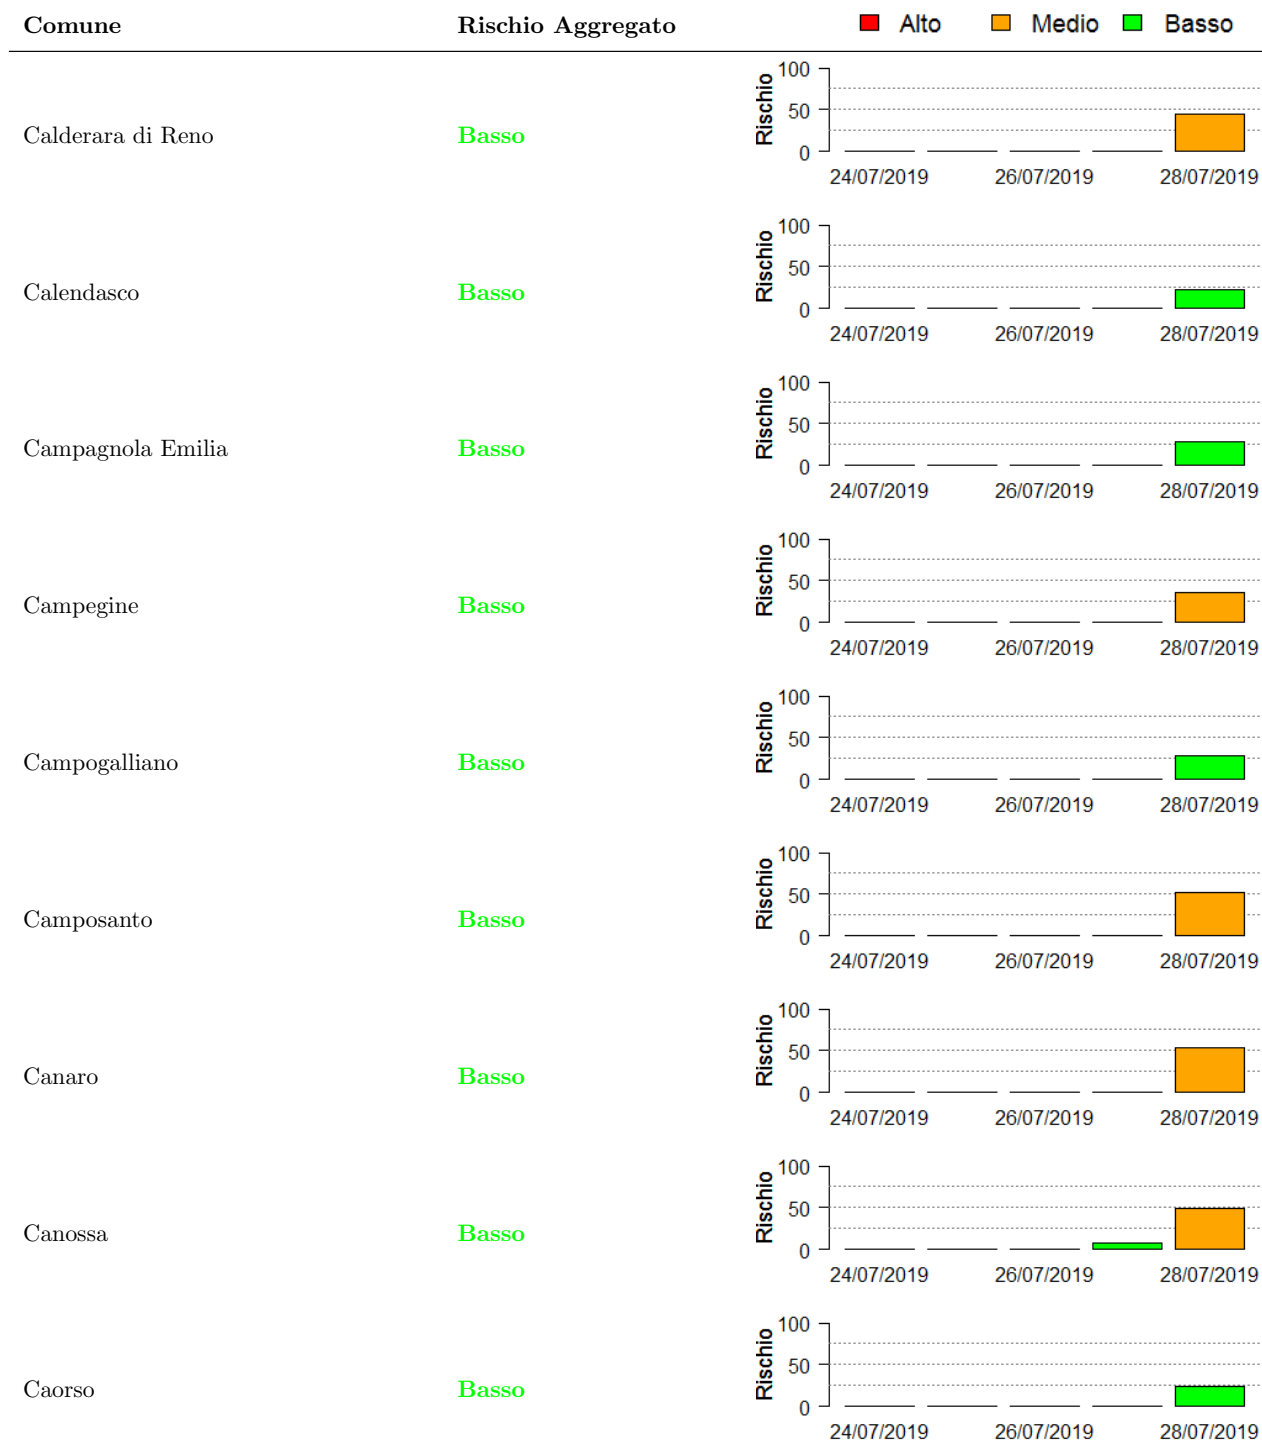 Comune Rischio Aggregato Alto Medio Basso
Calderara di Reno Basso Rischio 100 50 0
24/07/2019 26/07/2019 28/07/2019
Calendasco Basso Rischio 100 50 0
24/07/2019 26/07/2019 28/07/2019
Campagnola Emilia Basso Rischio 100 50 0
24/07/2019 26/07/2019 28/07/2019
Campegine Basso Rischio 100 50 0
24/07/2019 26/07/2019 28/07/2019
Campogalliano Basso Rischio 100 50 0
24/07/2019 26/07/2019 28/07/2019
Camposanto Basso Rischio 100 50 0
24/07/2019 26/07/2019 28/07/2019
Canaro Basso Rischio 100 50 0
24/07/2019 26/07/2019 28/07/2019
Canossa Basso Rischio 100 50 0
24/07/2019 26/07/2019 28/07/2019
Caorso Basso Rischio 100 50 0
24/07/2019 26/07/2019 28/07/2019